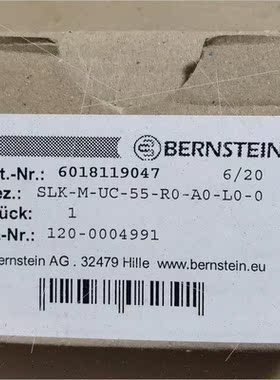 BERNSTEIN
t.-Nr.: 6018119047 6/20
ez.: SLK-M-UC-55-R0-A0-L0-0
ück: 1
-Nr.: 120-0004991
ernstein AG . 32479 Hille www.bernstein.eu